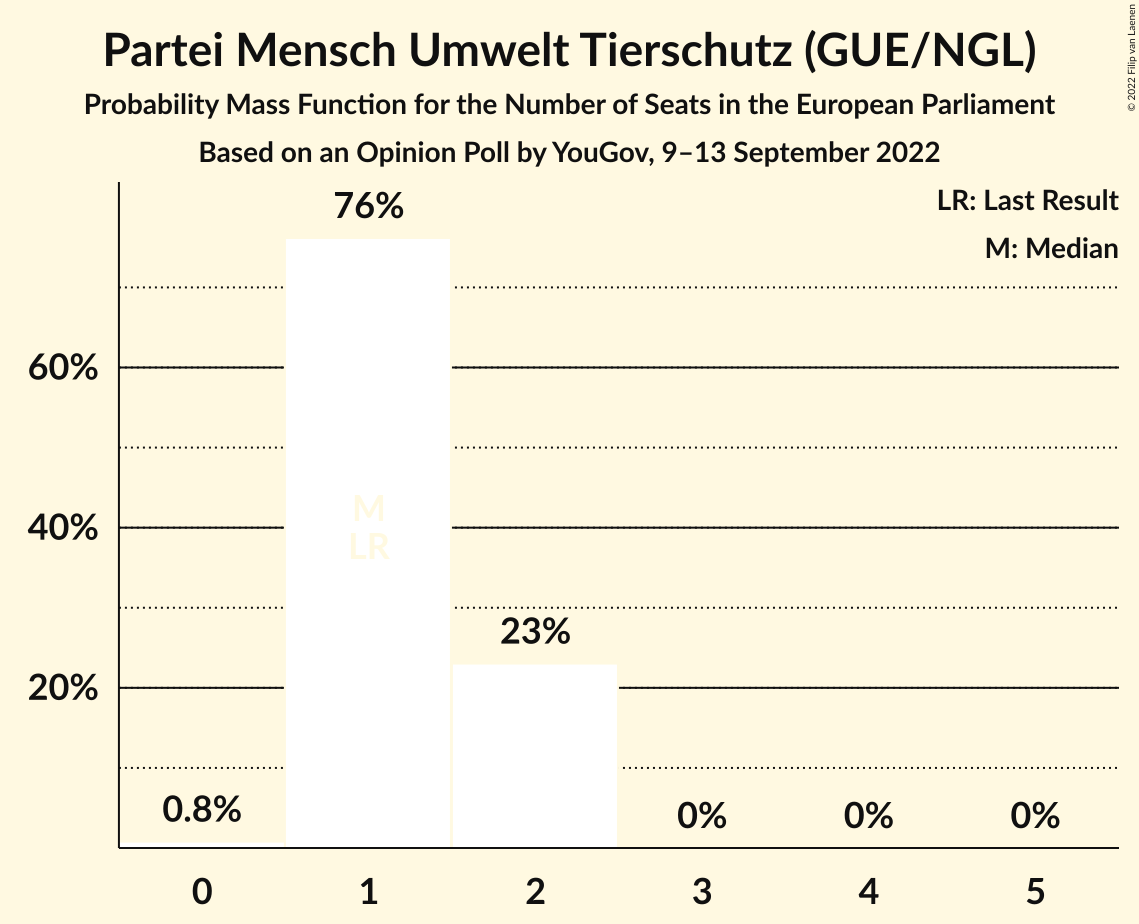 Partei Mensch Umwelt Tierschutz (GUE/NGL)
Probability Mass Function for the Number of Seats in the European Parliament
Based on an Opinion Poll by YouGov, 9–13 September 2022
© 2022 Filip van Laenen
LR: Last Result
M: Median
76%
60%
40%
20%
M
LR
23%
0.8%
0%
0%
0%
0
1
2
3
4
5